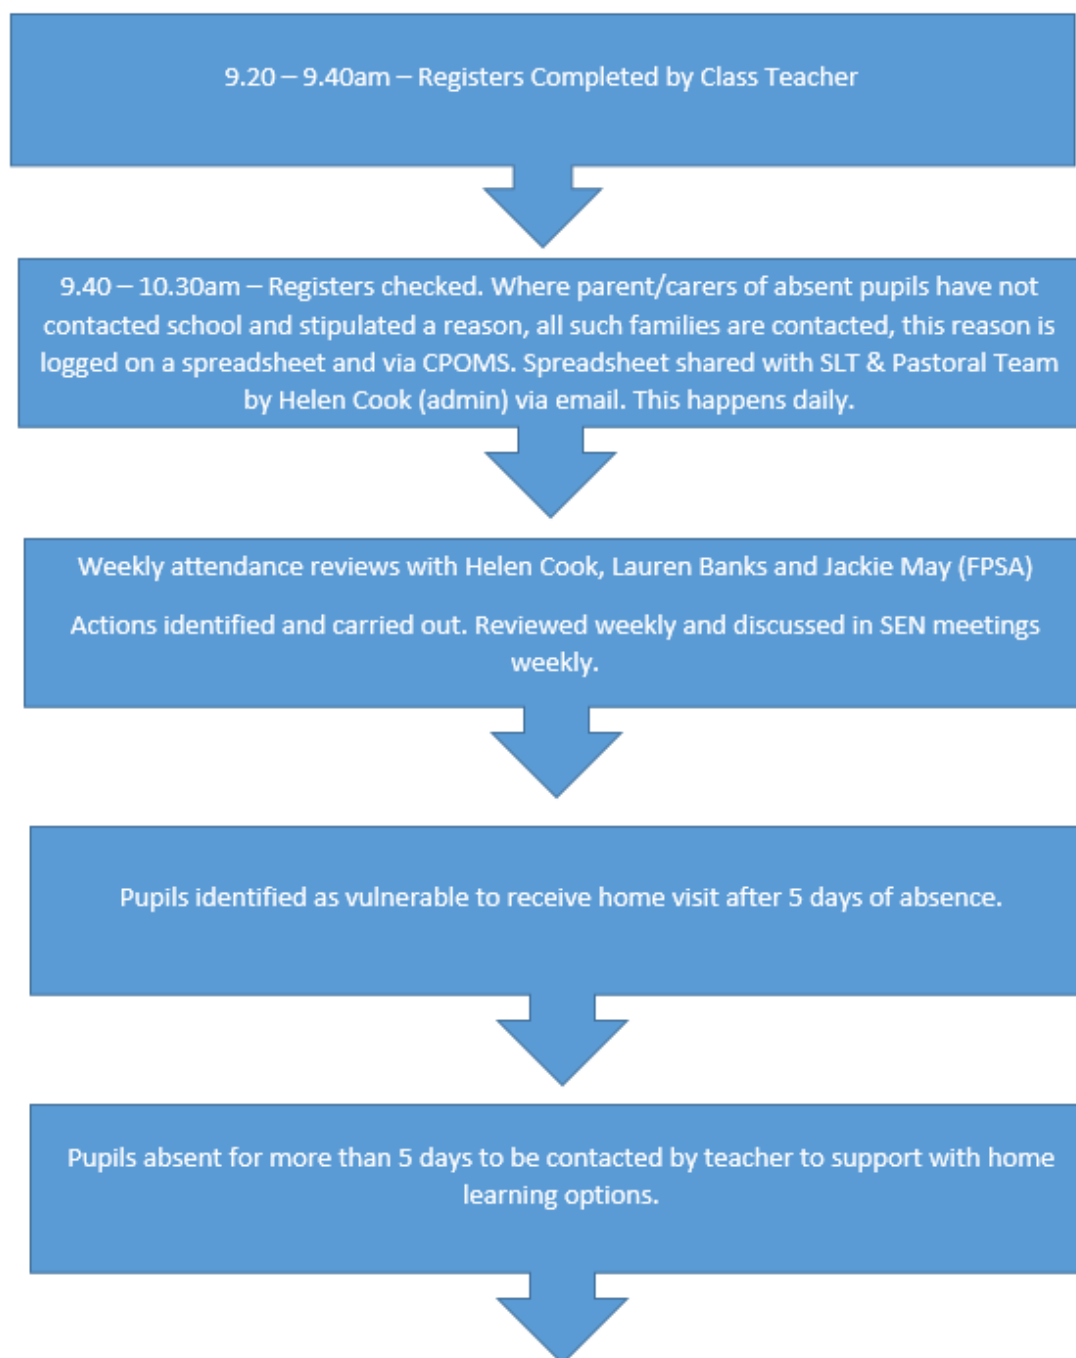 9.20 – 9.40am – Registers Completed by Class Teacher
9.40 – 10.30am – Registers checked. Where parent/carers of absent pupils have not
contacted school and stipulated a reason, all such families are contacted, this reason is
logged on a spreadsheet and via CPOMS. Spreadsheet shared with SLT & Pastoral Team
by Helen Cook (admin) via email. This happens daily.
Weekly attendance reviews with Helen Cook, Lauren Banks and Jackie May (FPSA)
Actions identified and carried out. Reviewed weekly and discussed in SEN meetings
weekly.
Pupils identified as vulnerable to receive home visit after 5 days of absence.
Pupils absent for more than 5 days to be contacted by teacher to support with home
learning options.